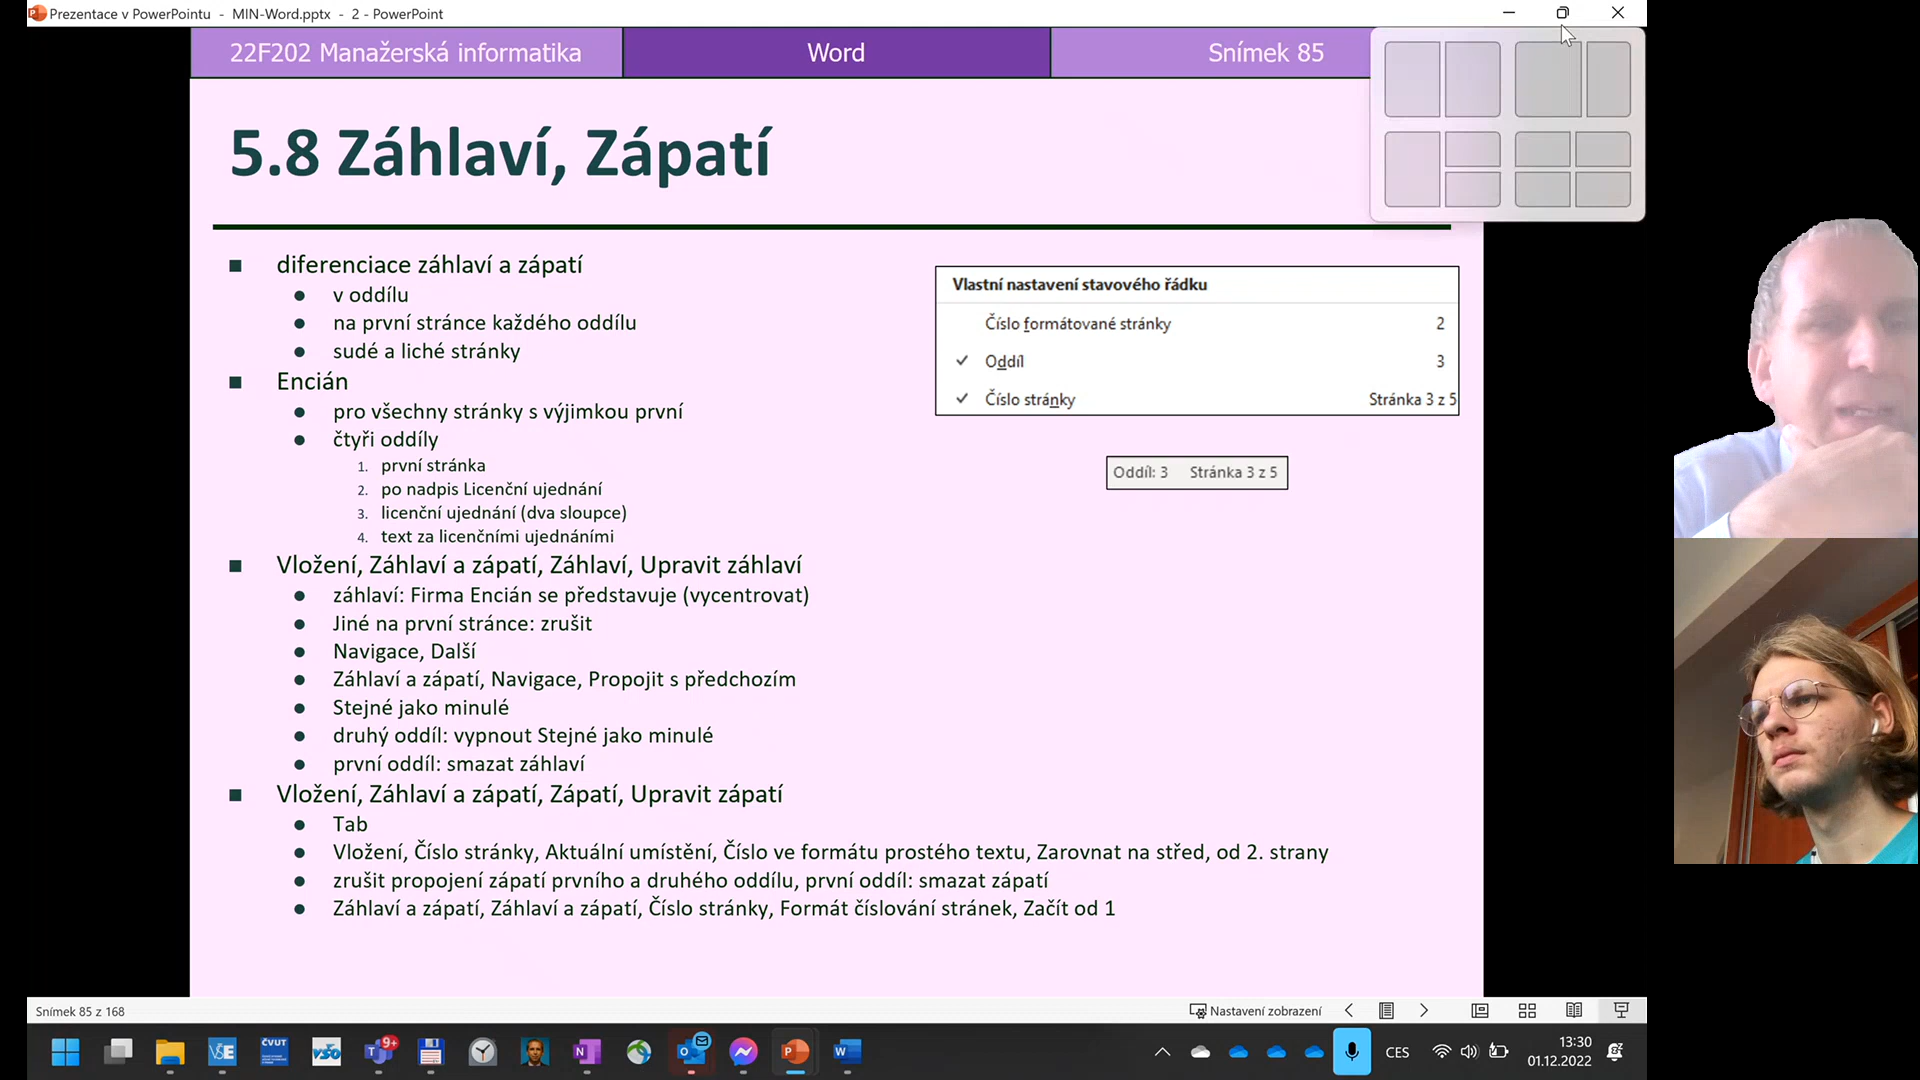 Prezentace v PowerPointu - MIN-Word.pptx - 2 - PowerPoint
22F202 Manažerská informatika
Word
Snímek 85
5.8 Záhlaví, Zápatí
diferenciace záhlaví a zápatí
v oddílu
na první stránce každého oddílu
sudé a liché stránky
Encián
pro všechny stránky s výjimkou první
čtyři oddíly
1. první stránka
2. po nadpis Licenční ujednání
3. licenční ujednání (dva sloupce)
4. text za licenčními ujednáními
Vložení, Záhlaví a zápatí, Záhlaví, Upravit záhlaví
záhlaví: Firma Encián se představuje (vycentrovat)
Jiné na první stránce: zrušit
Navigace, Další
Záhlaví a zápatí, Navigace, Propojit s předchozím
Stejné jako minulé
druhý oddíl: vypnout Stejné jako minulé
první oddíl: smazat záhlaví
Vložení, Záhlaví a zápatí, Zápatí, Upravit zápatí
Tab
Vložení, Číslo stránky, Aktuální umístění, Číslo ve formátu prostého textu, Zarovnat na střed, od 2. strany
zrušit propojení zápatí prvního a druhého oddílu, první oddíl: smazat zápatí
Záhlaví a zápatí, Záhlaví a zápatí, Číslo stránky, Formát číslování stránek, Začít od 1
Vlastní nastavení stavového řádku
Číslo formátované stránky 2
Oddíl 3
Číslo stránky Stránka 3 z 5
Oddíl: 3 Stránka 3 z 5
Snímek 85 z 168
Nastavení zobrazení
VŠE
ČVUT
VŠO
9+
CES
13:30
01.12.2022